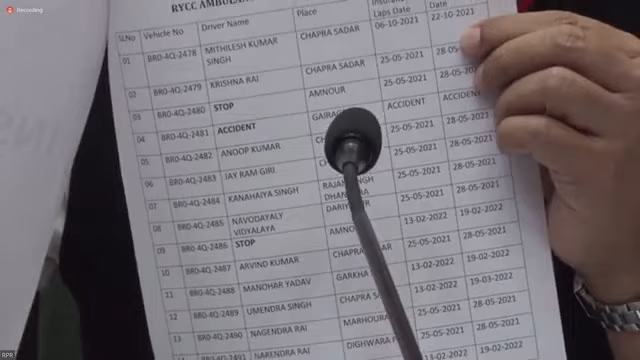 Recording
RYCC AMBULAN
SLNo Vehicle No Driver Name Place Laps Date Date
01 BR0-4Q-2478 MITHILESH KUMAR SINGH CHAPRA SADAR 06-10-2021 22-10-2021
02 BR0-4Q-2479 KRISHNA RAI CHAPRA SADAR 25-05-2021
03 BR0-4Q-2480 STOP AMNOUR 25-05-2021
04 BR0-4Q-2481 ACCIDENT ACCIDENT ACCIDENT
05 BR0-4Q-2482 ANOOP KUMAR 25-05-2021 28-05-2021
06 BR0-4Q-2483 JAY RAM GIRI 25-05-2021 28-05-2021
07 BR0-4Q-2484 KANAHAIYA SINGH 25-05-2021 28-05-2021
08 BR0-4Q-2485 NAVODAYALY VIDYALAYA 25-05-2021 28-05-2021
09 BR0-4Q-2486 STOP 13-02-2022 19-02-2022
10 BR0-4Q-2487 ARVIND KUMAR 25-05-2021 28-05-2021
11 BR0-4Q-2488 MANOHAR YADAV GARKHA 13-02-2022 19-02-2022
12 BR0-4Q-2489 UMENDRA SINGH 13-02-2022 19-03-2022
13 BR0-4Q-2490 NAGENDRA RAI MARHOURA 25-05-2021 28-05-2021
BR0-4Q-2491 NARENDRA RAI DIGHWARA 25-05-2021 28-05-2021
13-02-2022 19-02-2022
RPR